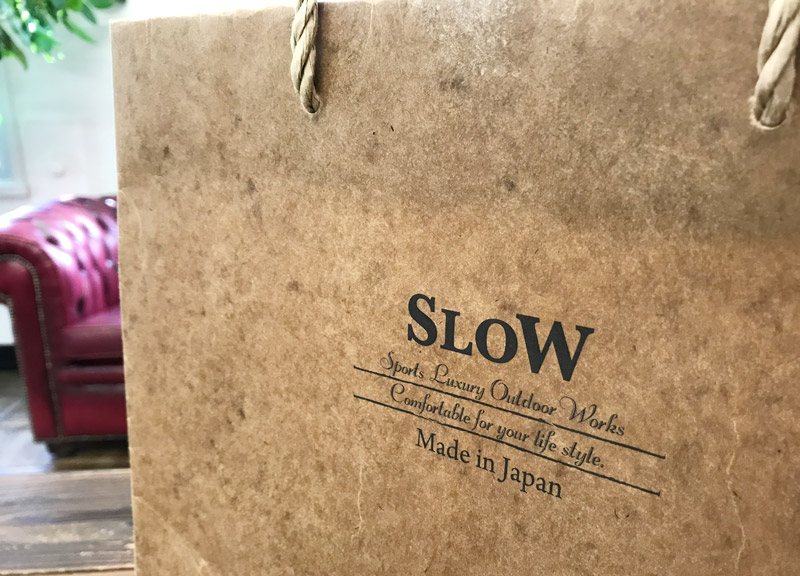 SLOW
Sports Luxury Outdoor Works
Comfortable for your life style.
Made in Japan